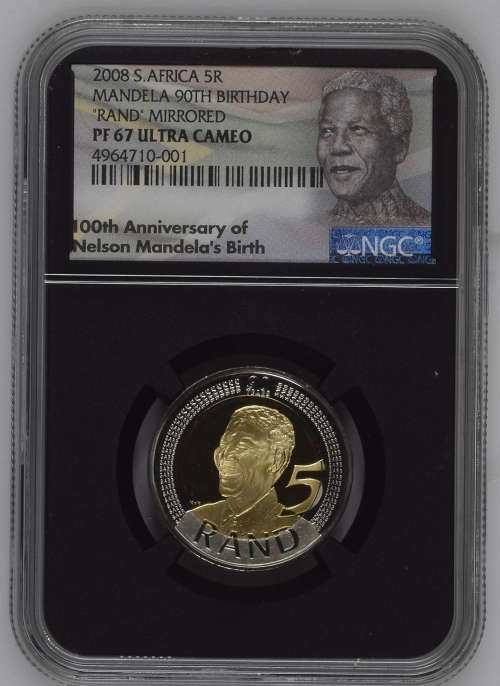 2008 S.AFRICA 5R
MANDELA 90TH BIRTHDAY
"RAND' MIRRORED
PF 67 ULTRA CAMEO
4964710-001
100th Anniversary of
Nelson Mandela's Birth
NGC®
5
RAND